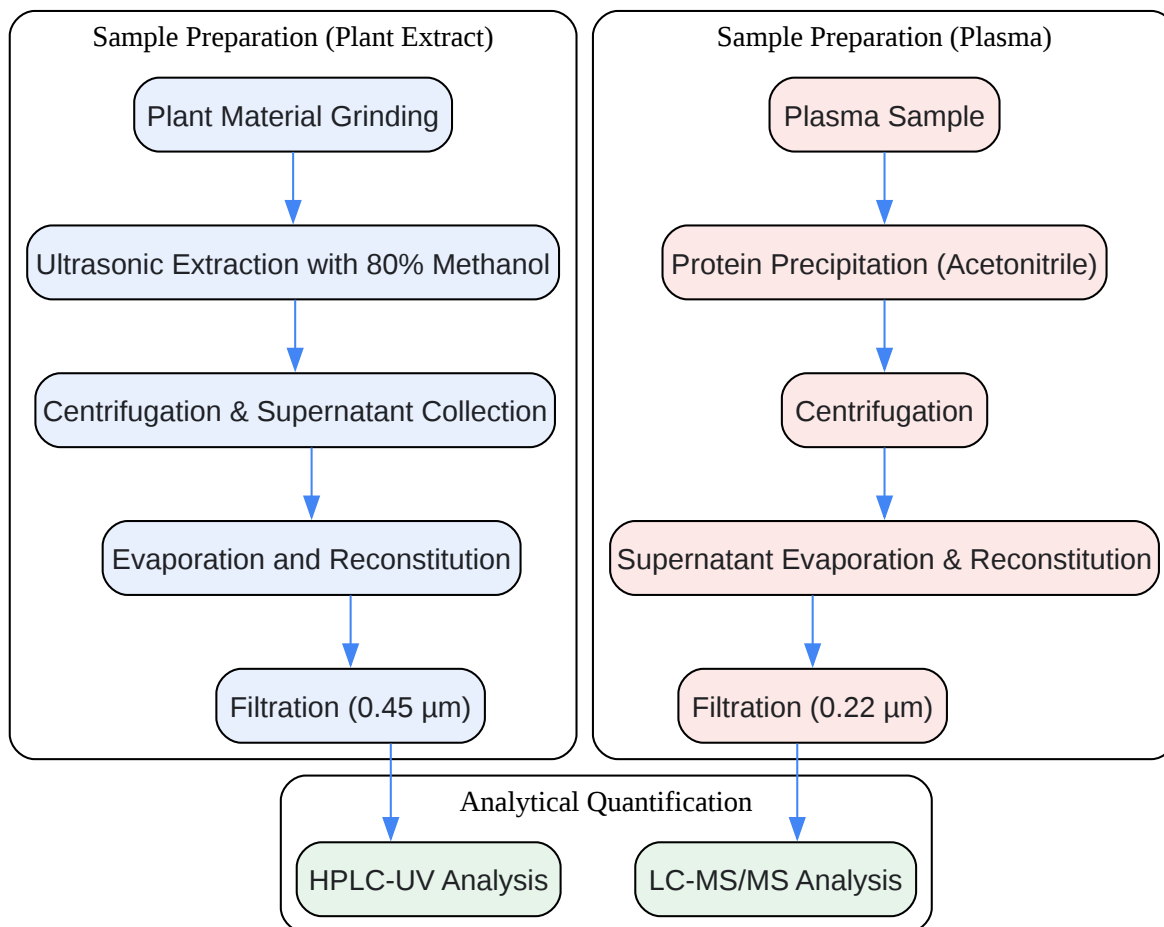 Sample Preparation (Plant Extract)
Plant Material Grinding
Ultrasonic Extraction with 80% Methanol
Centrifugation & Supernatant Collection
Evaporation and Reconstitution
Filtration (0.45 µm)
Sample Preparation (Plasma)
Plasma Sample
Protein Precipitation (Acetonitrile)
Centrifugation
Supernatant Evaporation & Reconstitution
Filtration (0.22 µm)
Analytical Quantification
HPLC-UV Analysis
LC-MS/MS Analysis